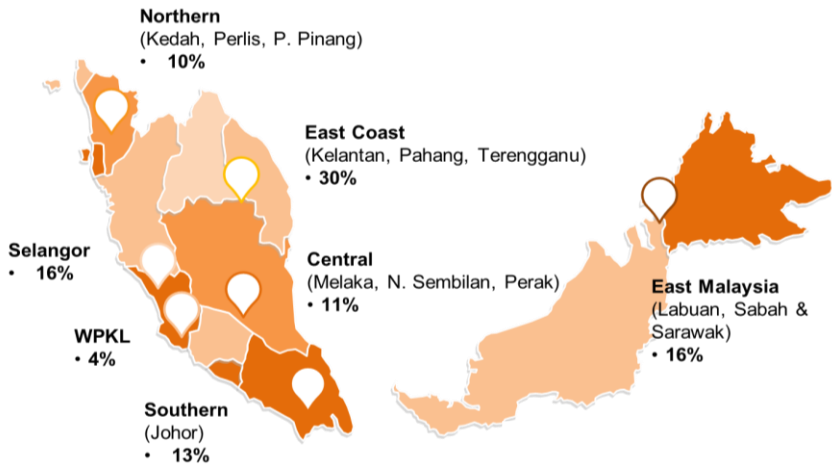 Northern
(Kedah, Perlis, P. Pinang)
• 10%
East Coast
(Kelantan, Pahang, Terengganu)
• 30%
Selangor
• 16%
Central
(Melaka, N. Sembilan, Perak)
• 11%
East Malaysia
(Labuan, Sabah &
Sarawak)
• 16%
WPKL
• 4%
Southern
(Johor)
• 13%